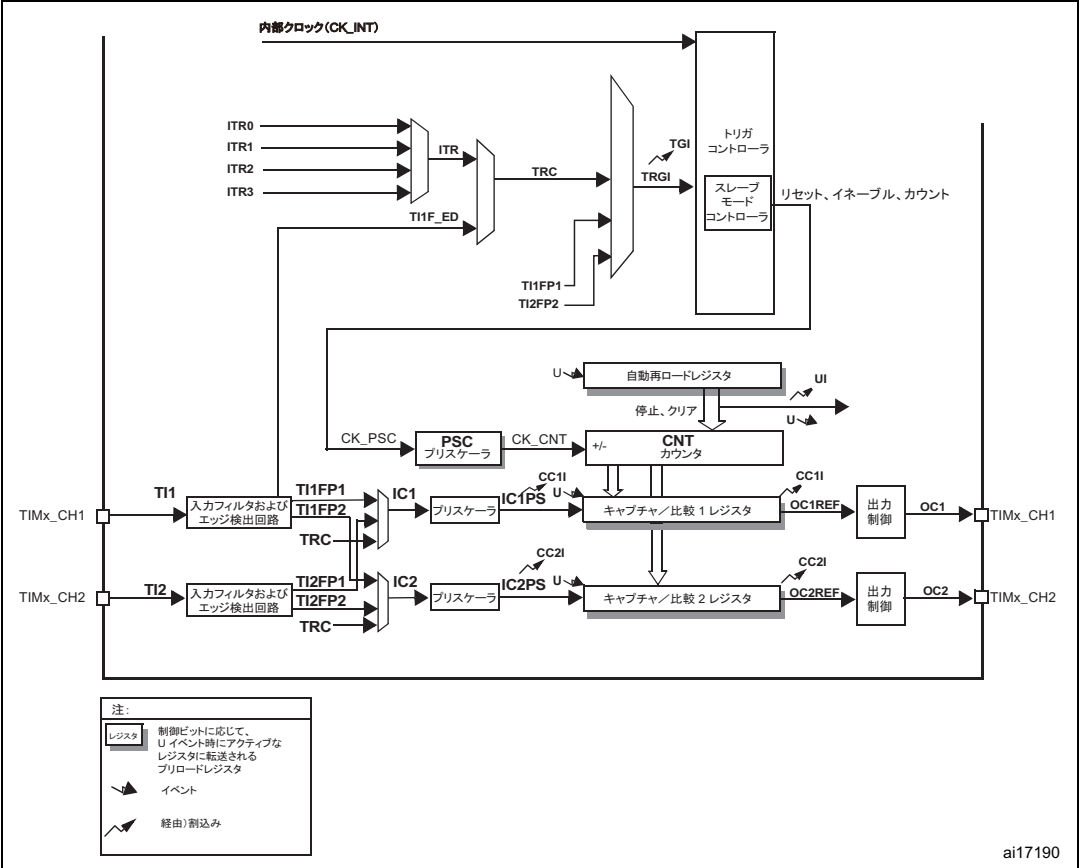 内部クロック(CK_INT)
ITR0
ITR1
ITR2
ITR3
ITR
TI1F_ED
TRC
TI1FP1
TI2FP2
TGI
TRGI
トリガ
コントローラ
スレーブ
モード
コントローラ
リセット、イネーブル、カウント
U
自動再ロードレジスタ
停止、クリア
UI
U
CK_PSC
PSC
プリスケーラ
CK_CNT
+/-
CNT
カウンタ
TIMx_CH1
TI1
入力フィルタおよび
エッジ検出回路
TI1FP1
TI1FP2
TRC
IC1
プリスケーラ
CC1I
IC1PS
U
キャプチャ／比較 1 レジスタ
CC1I
OC1REF
出力
制御
OC1
TIMx_CH1
TIMx_CH2
TI2
入力フィルタおよび
エッジ検出回路
TI2FP1
TI2FP2
TRC
IC2
プリスケーラ
CC2I
IC2PS
U
キャプチャ／比較 2 レジスタ
CC2I
OC2REF
出力
制御
OC2
TIMx_CH2
注:
レジスタ
制御ビットに応じて、
U イベント時にアクティブな
レジスタに転送される
プリロードレジスタ
イベント
経由）割込み
ai17190